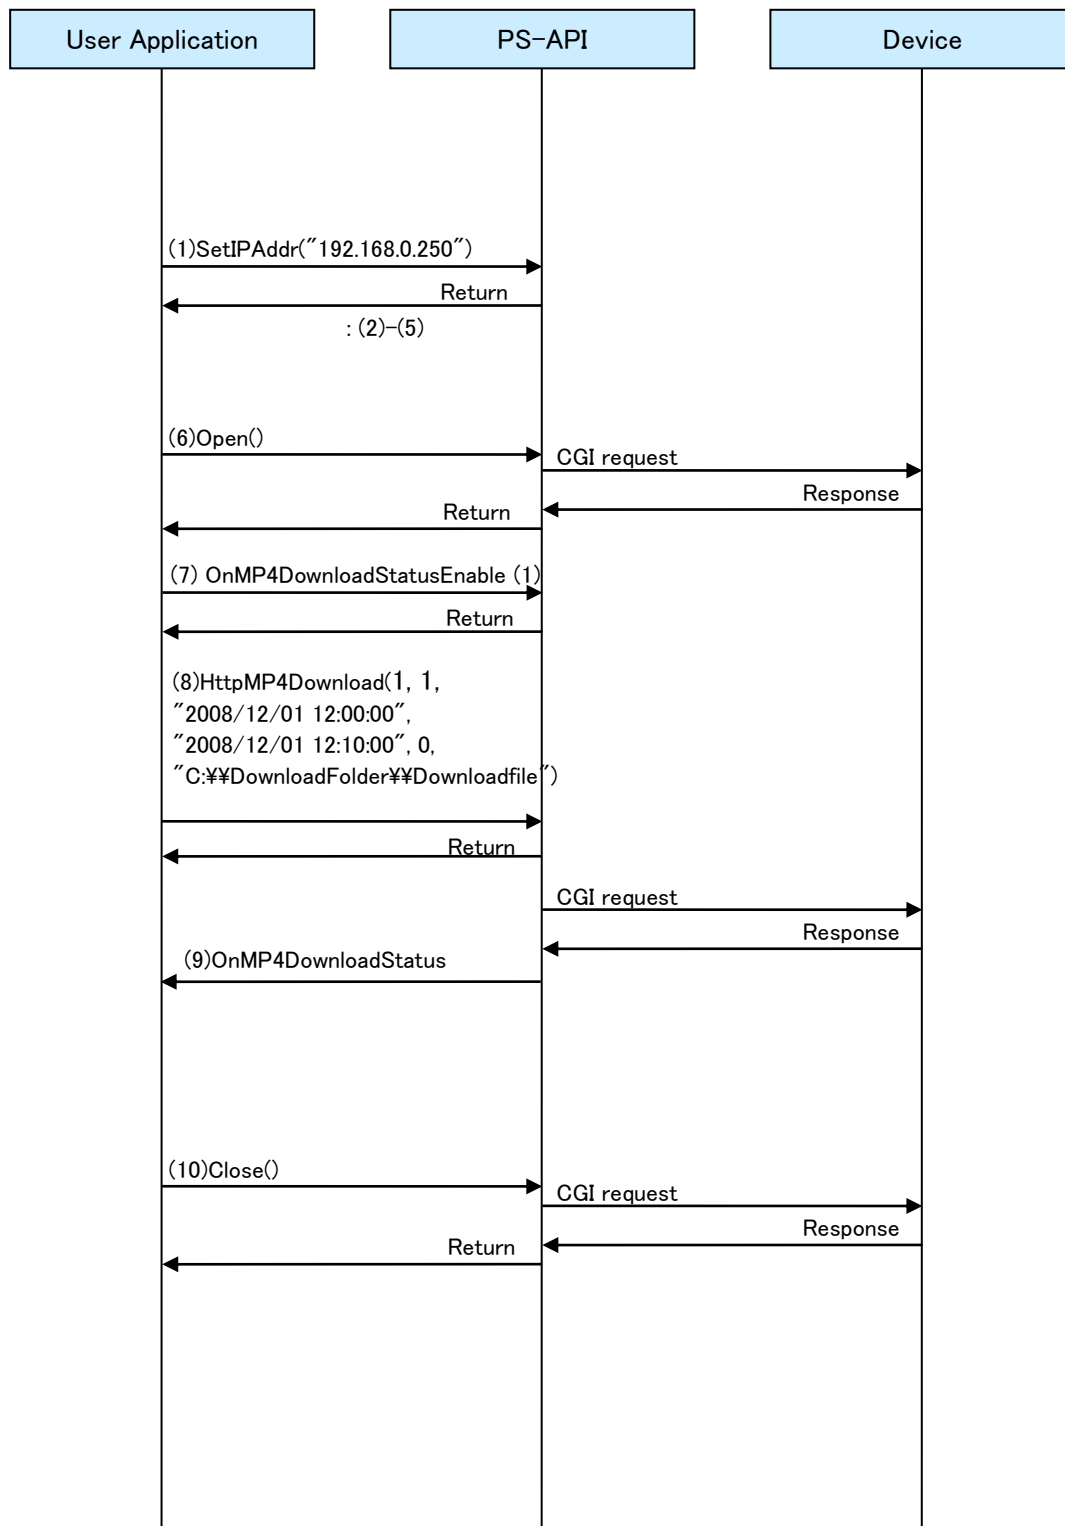 User Application
PS-API
Device
(1)SetIPAddr("192.168.0.250")
Return
: (2)-(5)
(6)Open()
CGI request
Response
Return
(7) OnMP4DownloadStatusEnable (1)
Return
(8)HttpMP4Download(1, 1,
"2008/12/01 12:00:00",
"2008/12/01 12:10:00", 0,
"C:¥¥DownloadFolder¥¥Downloadfile")
Return
CGI request
Response
(9)OnMP4DownloadStatus
(10)Close()
CGI request
Response
Return